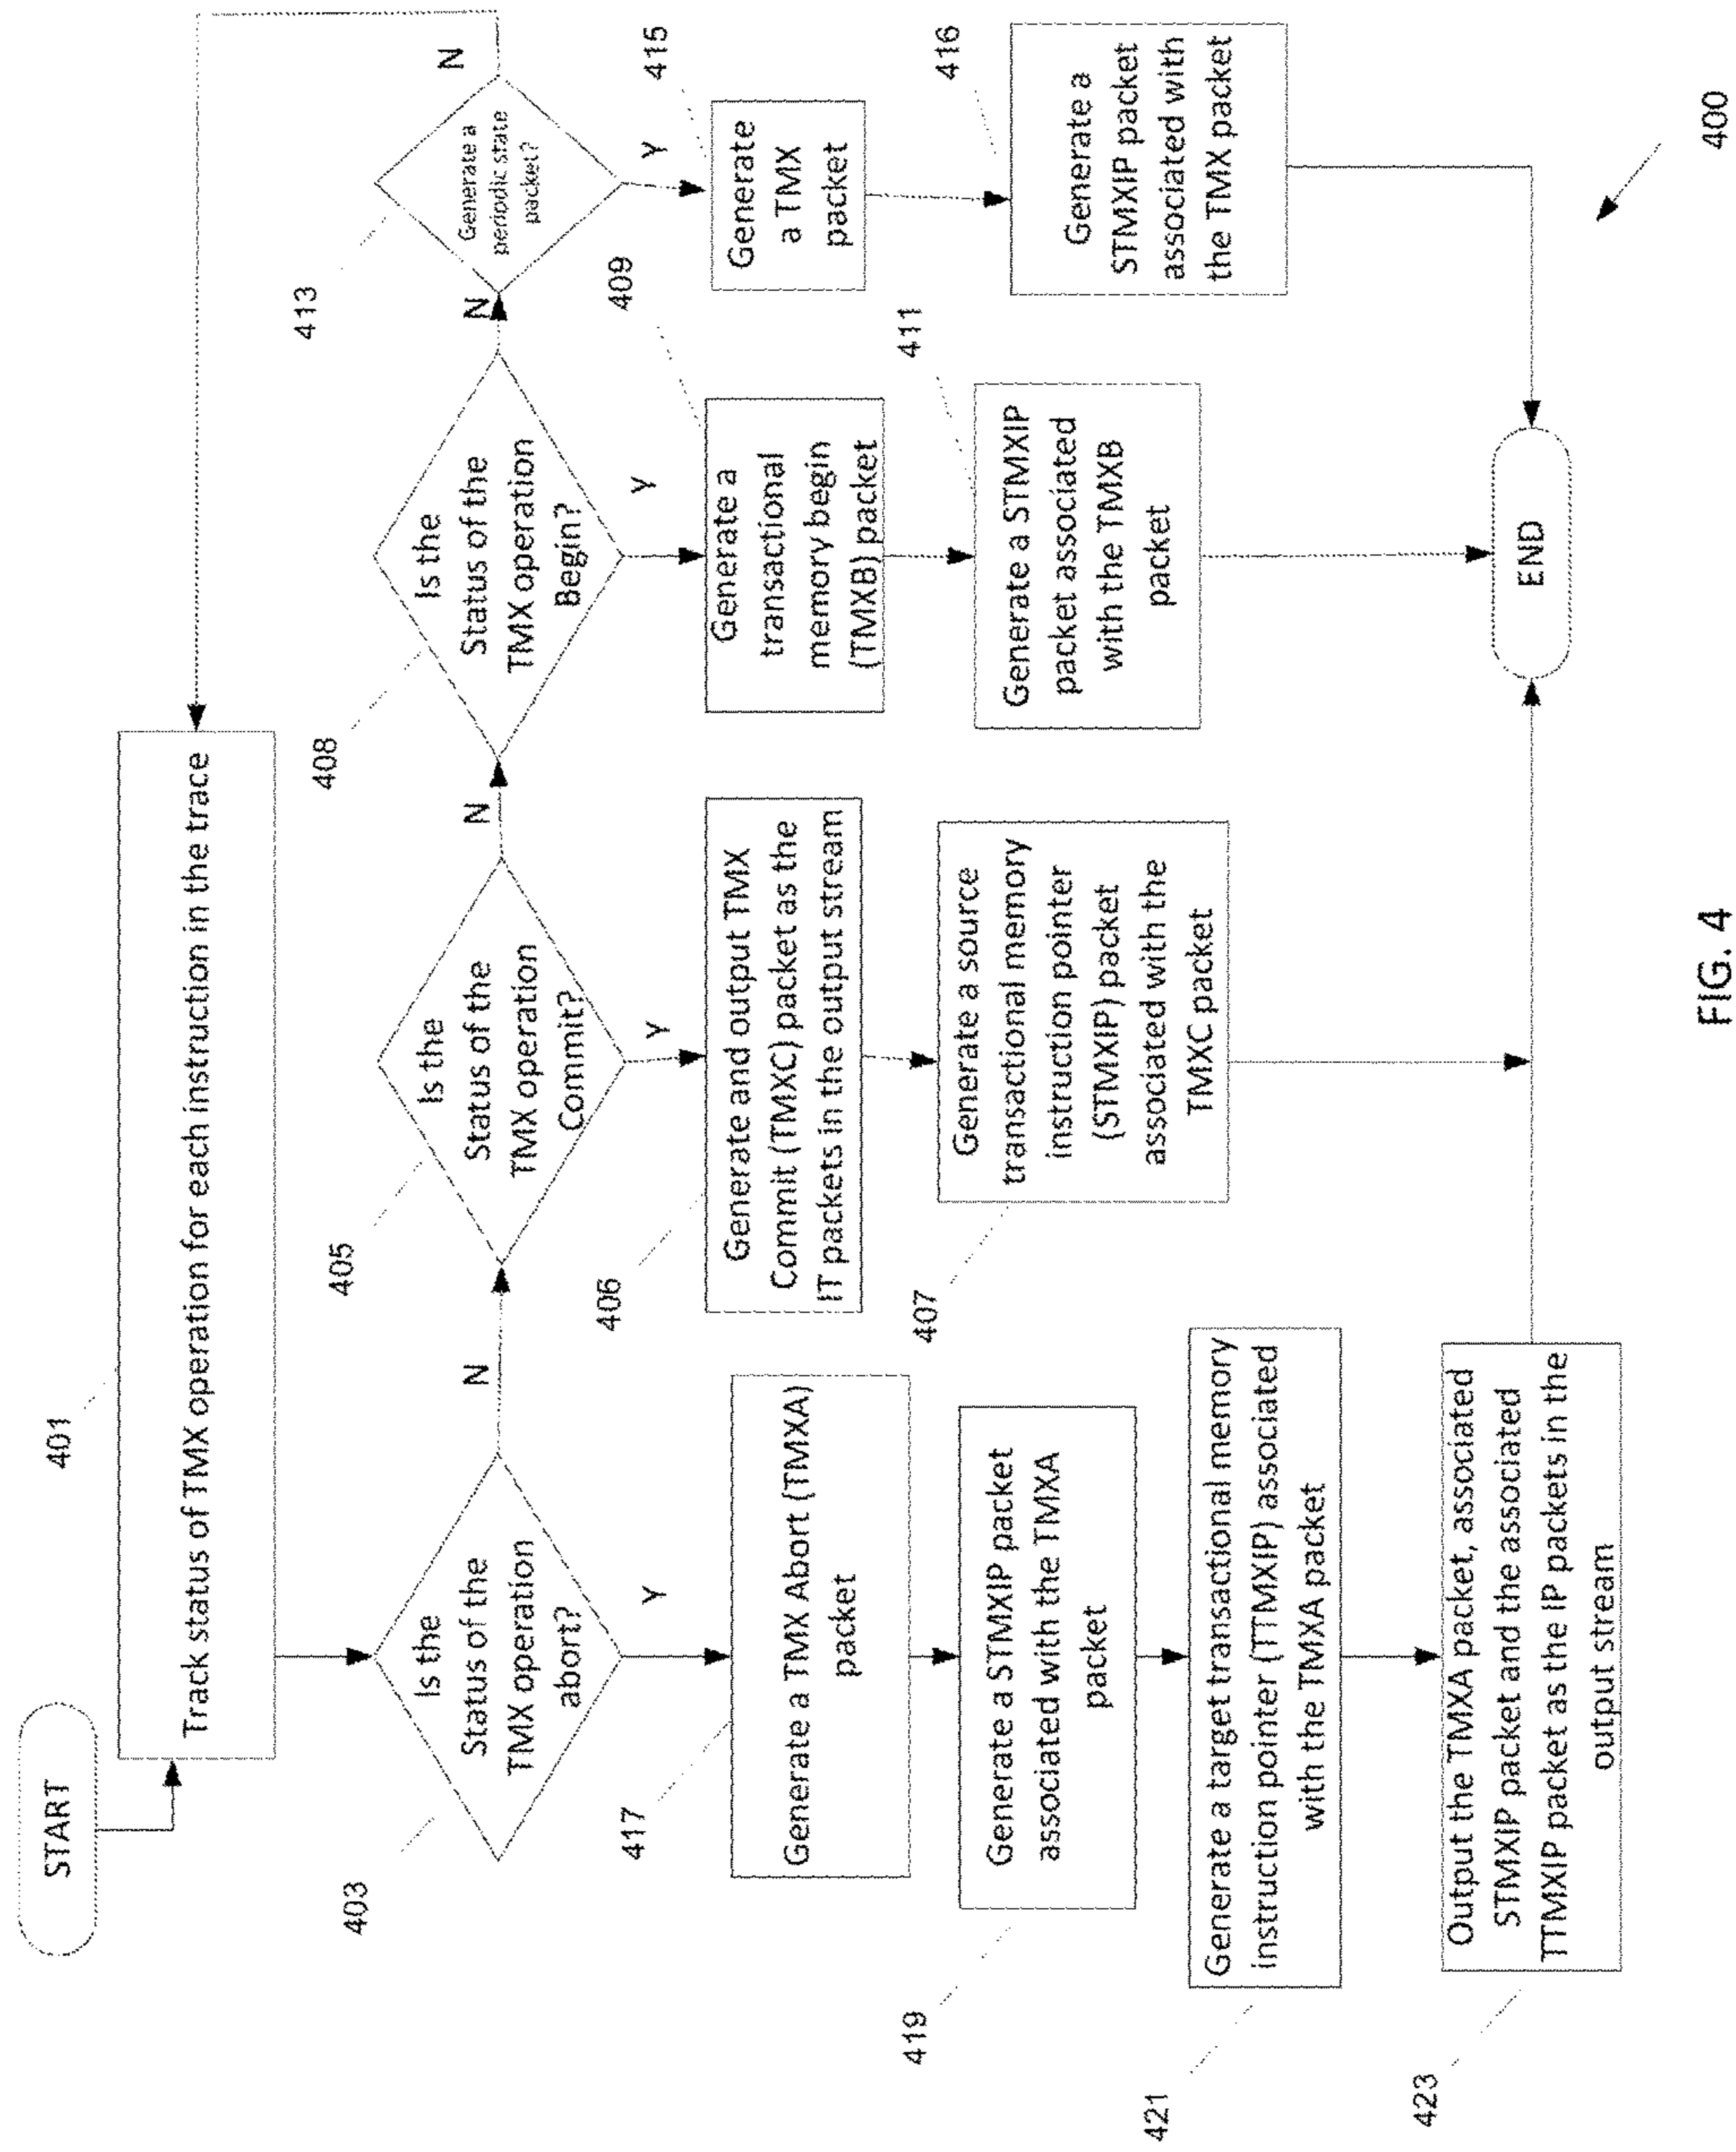 START
401
Track status of TMX operation for each instruction in the trace
403
Is the
Status of the
TMX operation
abort?
N
Y
405
Is the
Status of the
TMX operation
Commit?
N
Y
408
Is the
Status of the
TMX operation
Begin?
N
Y
413
Generate a
periodic state
packet?
N
Y
417
Generate a TMX Abort (TMXA)
packet
406
Generate and output TMX
Commit (TMXC) packet as the
IT packets in the output stream
409
Generate a
transactional
memory begin
(TMXB) packet
415
Generate
a TMX
packet
419
Generate a STMXIP packet
associated with the TMXA
packet
407
Generate a source
transactional memory
instruction pointer
(STMXIP) packet
associated with the
TMXC packet
411
Generate a STMXIP
packet associated
with the TMXB
packet
416
Generate a
STMXIP packet
associated with
the TMX packet
421
Generate a target transactional memory
instruction pointer (TTMXIP) associated
with the TMXA packet
423
Output the TMXA packet, associated
STMXIP packet and the associated
TTMXIP packet as the IP packets in the
output stream
END
400
FIG. 4